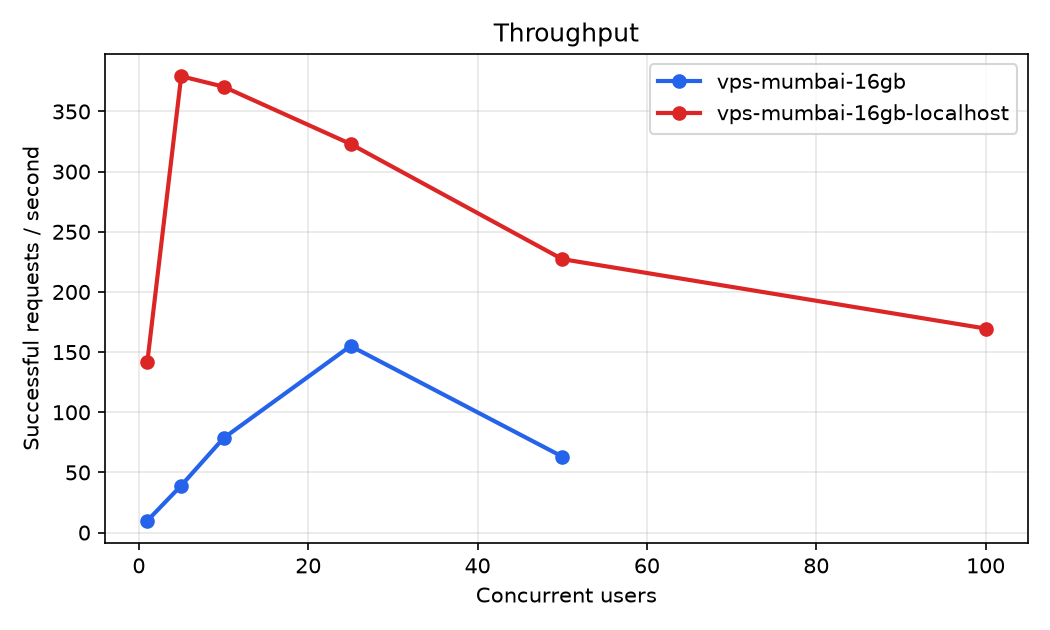 Throughput
vps-mumbai-16gb
vps-mumbai-16gb-localhost
Successful requests / second
350
300
250
200
150
100
50
0
0 20 40 60 80 100
Concurrent users